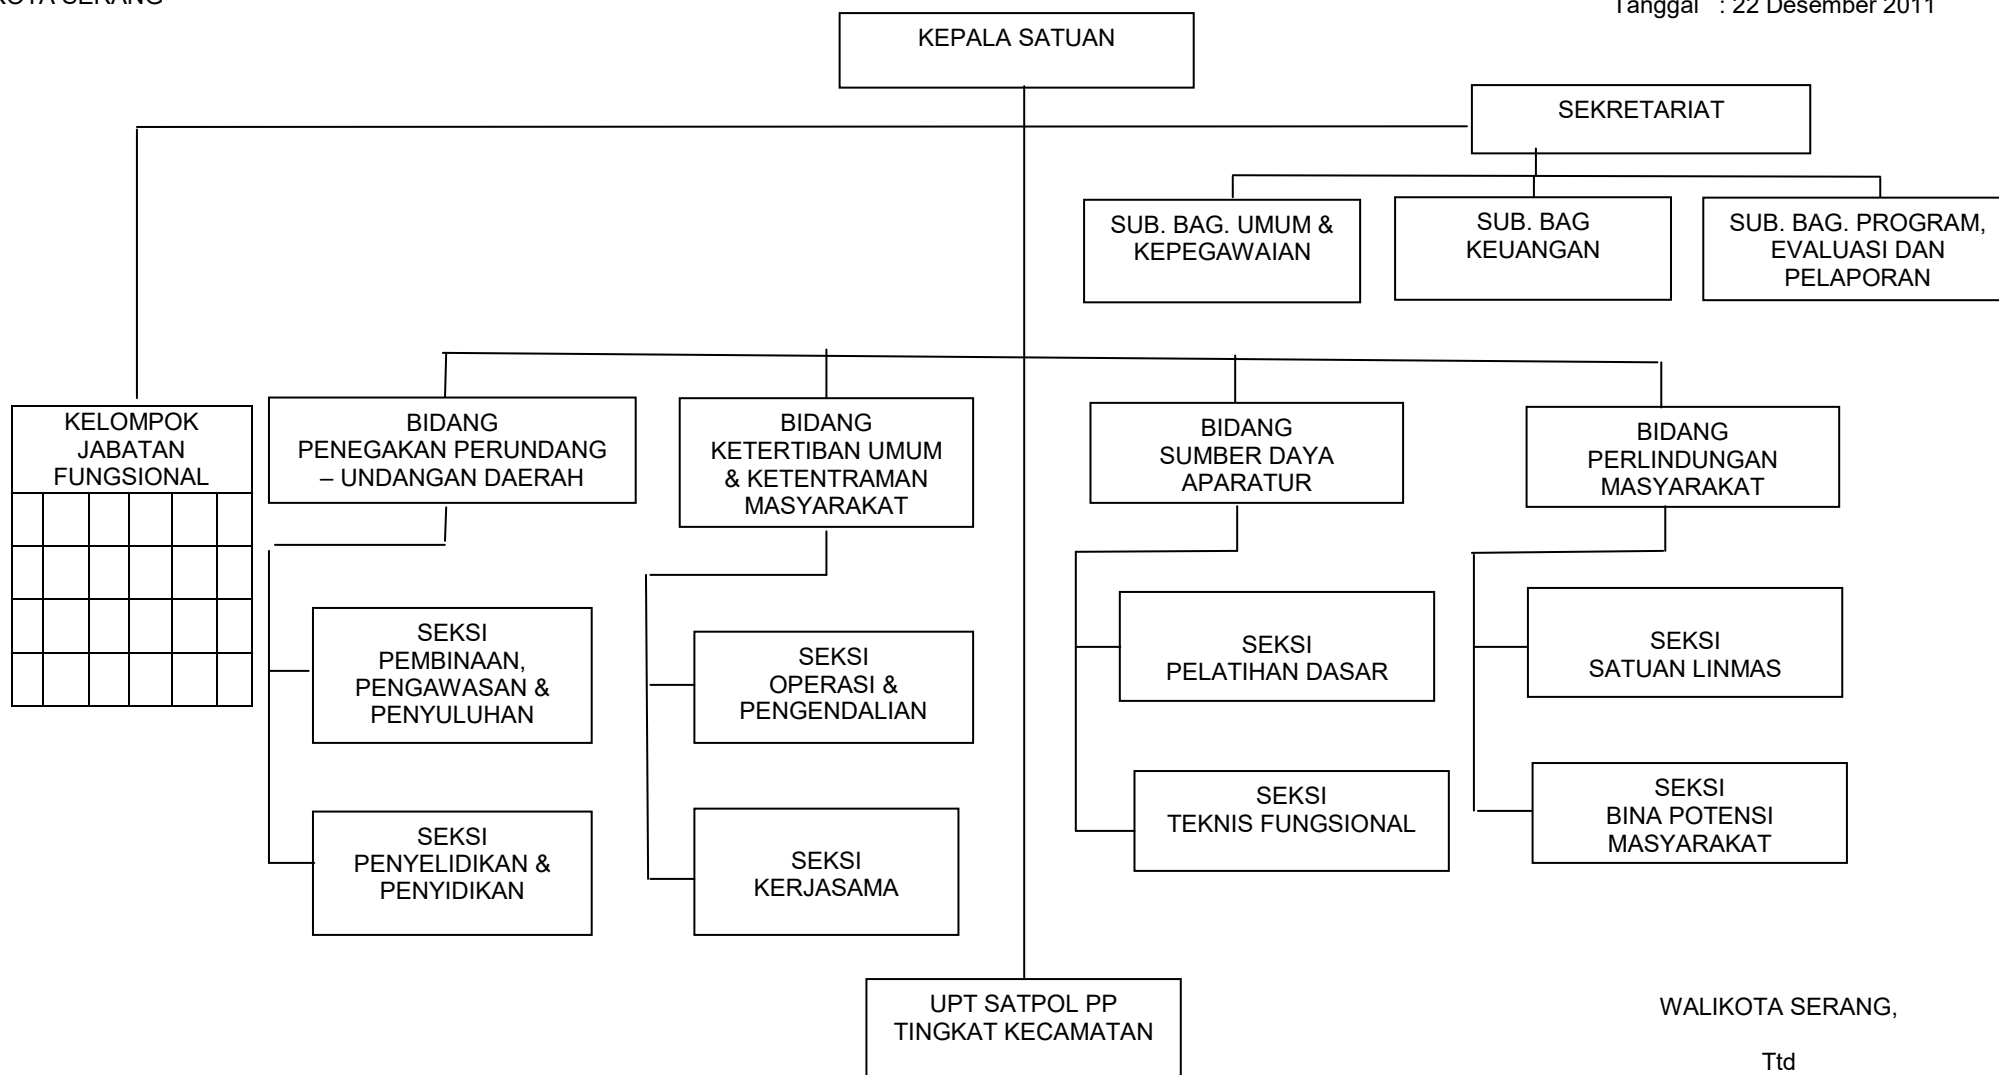 KOTA SERANG
Tanggal : 22 Desember 2011
KEPALA SATUAN
SEKRETARIAT
SUB. BAG. UMUM &
KEPEGAWAIAN
SUB. BAG
KEUANGAN
SUB. BAG. PROGRAM,
EVALUASI DAN
PELAPORAN
KELOMPOK
JABATAN
FUNGSIONAL
BIDANG
PENEGAKAN PERUNDANG
– UNDANGAN DAERAH
BIDANG
KETERTIBAN UMUM
& KETENTRAMAN
MASYARAKAT
BIDANG
SUMBER DAYA
APARATUR
BIDANG
PERLINDUNGAN
MASYARAKAT
SEKSI
PEMBINAAN,
PENGAWASAN &
PENYULUHAN
SEKSI
OPERASI &
PENGENDALIAN
SEKSI
PELATIHAN DASAR
SEKSI
SATUAN LINMAS
SEKSI
PENYELIDIKAN &
PENYIDIKAN
SEKSI
KERJASAMA
SEKSI
TEKNIS FUNGSIONAL
SEKSI
BINA POTENSI
MASYARAKAT
UPT SATPOL PP
TINGKAT KECAMATAN
WALIKOTA SERANG,
Ttd